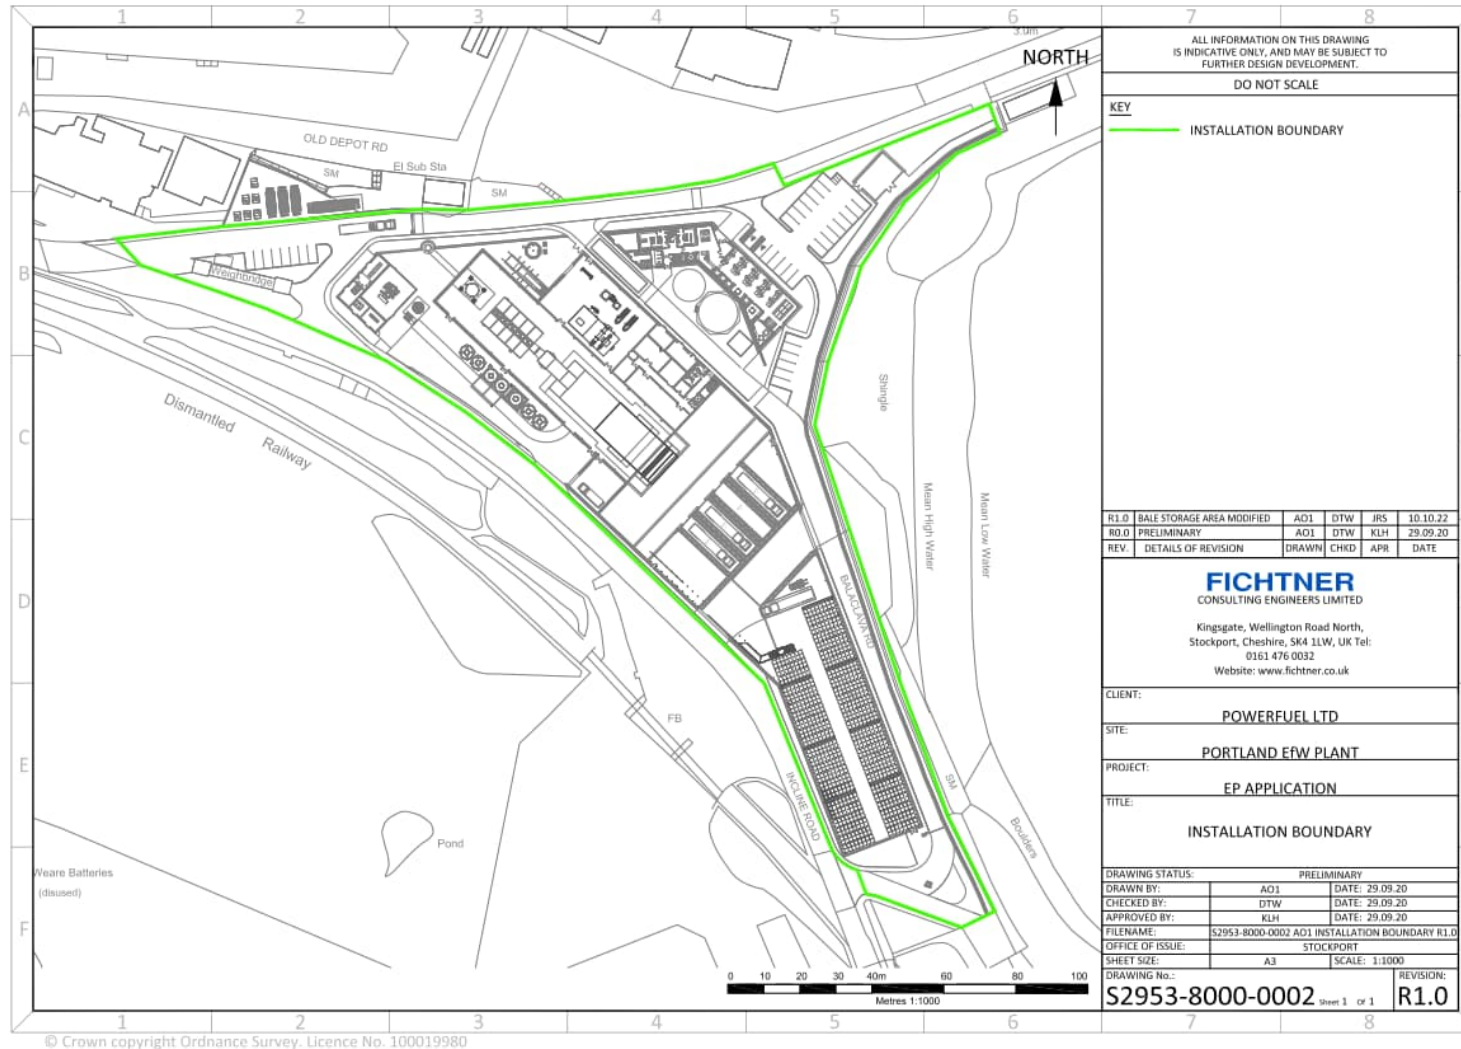 1 2 3 4 5 6 7 8
3.0m
NORTH
A
OLD DEPOT RD
El Sub Sta
SM
SM
B
Weighbridge
Shingle
C
Dismantled
Railway
Mean High Water
Mean Low Water
D
BALACLAVA RD
FB
E
INCLINE ROAD
SM
Boulders
Pond
Weare Batteries
(disused)
F
0 10 20 30 40m 60 80 100
Metres 1:1000
1 2 3 4 5 6 7 8
© Crown copyright Ordnance Survey. Licence No. 100019980
ALL INFORMATION ON THIS DRAWING
IS INDICATIVE ONLY, AND MAY BE SUBJECT TO
FURTHER DESIGN DEVELOPMENT.
DO NOT SCALE
KEY
INSTALLATION BOUNDARY
R1.0 BALE STORAGE AREA MODIFIED AO1 DTW JRS 10.10.22
R0.0 PRELIMINARY AO1 DTW KLH 29.09.20
REV. DETAILS OF REVISION DRAWN CHKD APR DATE
FICHTNER
CONSULTING ENGINEERS LIMITED
Kingsgate, Wellington Road North,
Stockport, Cheshire, SK4 1LW, UK Tel:
0161 476 0032
Website: www.fichtner.co.uk
CLIENT:
POWERFUEL LTD
SITE:
PORTLAND EfW PLANT
PROJECT:
EP APPLICATION
TITLE:
INSTALLATION BOUNDARY
DRAWING STATUS: PRELIMINARY
DRAWN BY: AO1 DATE: 29.09.20
CHECKED BY: DTW DATE: 29.09.20
APPROVED BY: KLH DATE: 29.09.20
FILENAME: S2953-8000-0002 AO1 INSTALLATION BOUNDARY R1.0
OFFICE OF ISSUE: STOCKPORT
SHEET SIZE: A3 SCALE: 1:1000
DRAWING No.: REVISION:
S2953-8000-0002 Sheet 1 Of 1 R1.0